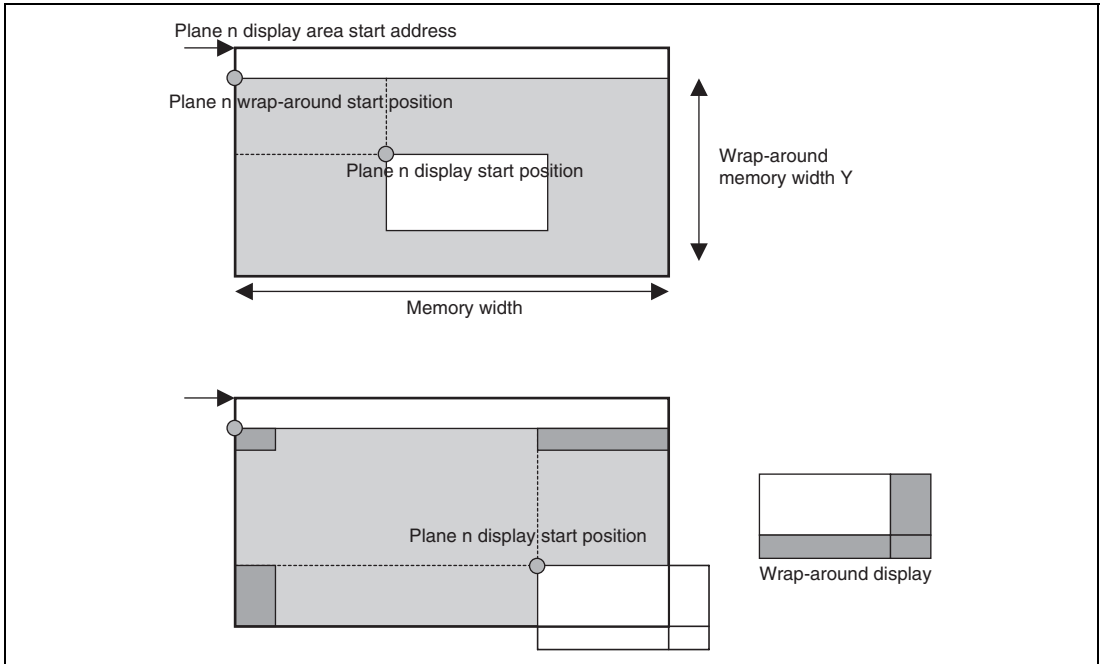 Plane n display area start address
Plane n wrap-around start position
Plane n display start position
Wrap-around
memory width Y
Memory width
Plane n display start position
Wrap-around display